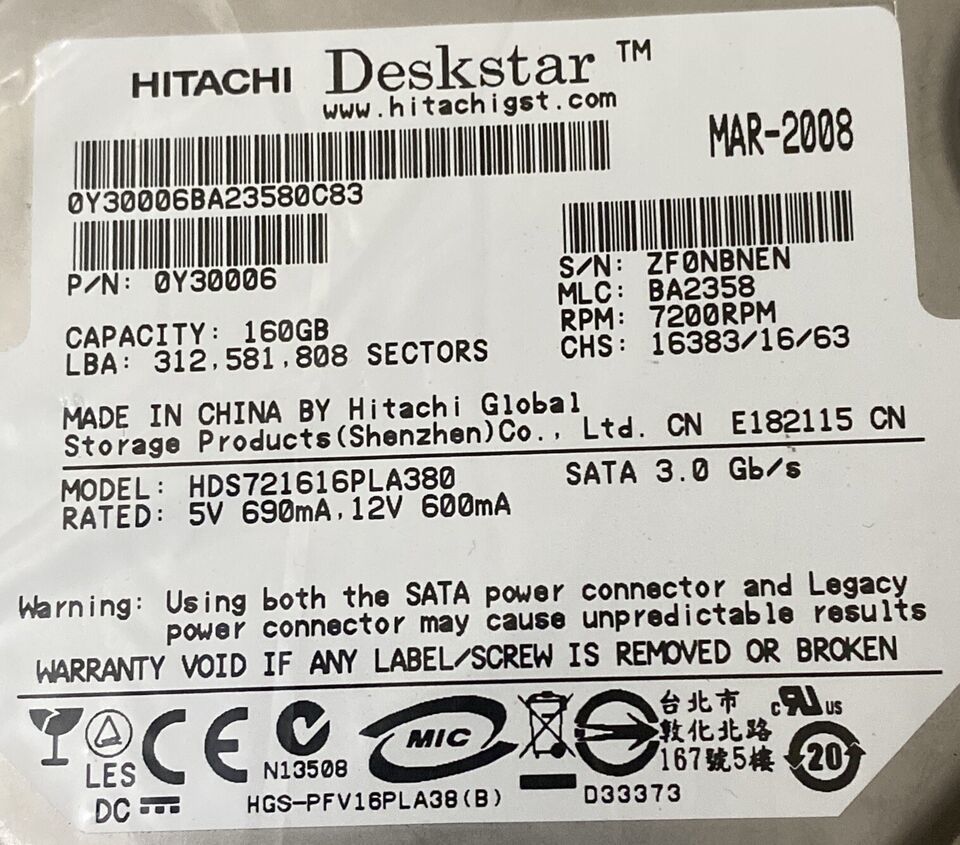 HITACHI Deskstar ™
www.hitachigst.com
MAR-2008
0Y30006BA23580C83
P/N: 0Y30006
S/N: ZF0NBNEN
MLC: BA2358
RPM: 7200RPM
CHS: 16383/16/63
CAPACITY: 160GB
LBA: 312,581,808 SECTORS
MADE IN CHINA BY Hitachi Global
Storage Products(Shenzhen)Co., Ltd. CN E182115 CN
MODEL: HDS721616PLA380 SATA 3.0 Gb/s
RATED: 5V 690mA,12V 600mA
Warning: Using both the SATA power connector and Legacy
power connector may cause unpredictable results
WARRANTY VOID IF ANY LABEL/SCREW IS REMOVED OR BROKEN
LES
DC
CE
N13508
MIC
HGS-PFV16PLA38(B)
D33373
台北市
敦化北路
167號5樓
c RU us
20